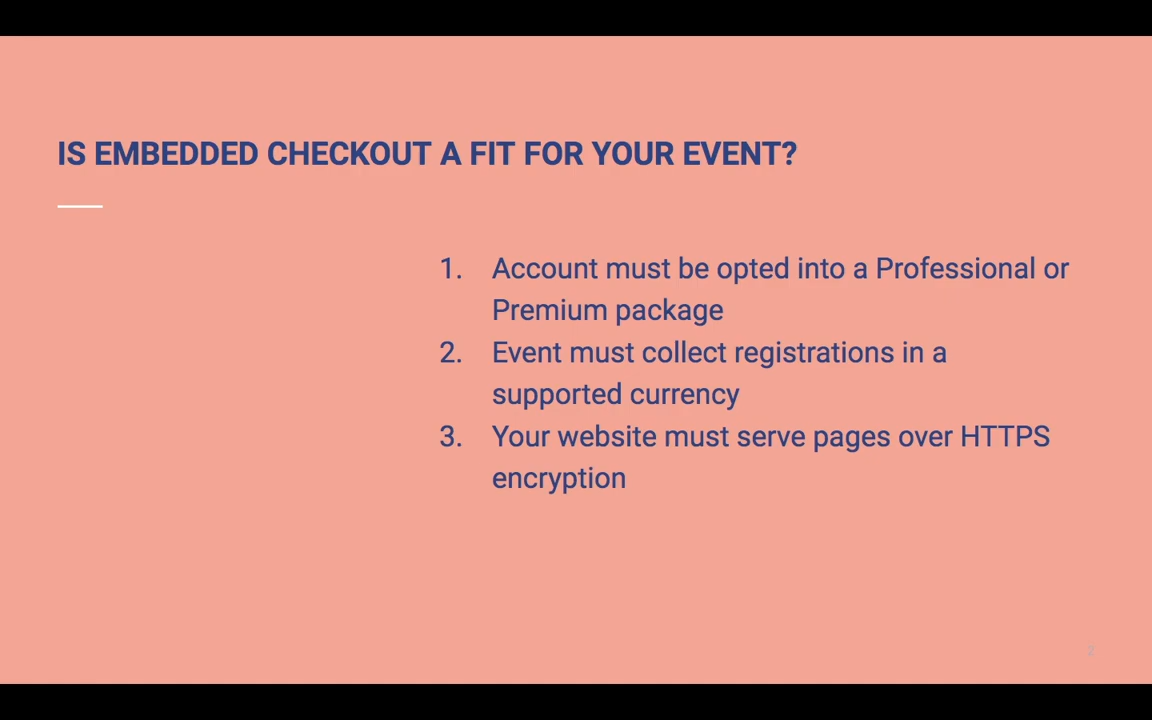 IS EMBEDDED CHECKOUT A FIT FOR YOUR EVENT?
1. Account must be opted into a Professional or
Premium package
2. Event must collect registrations in a
supported currency
3. Your website must serve pages over HTTPS
encryption
2